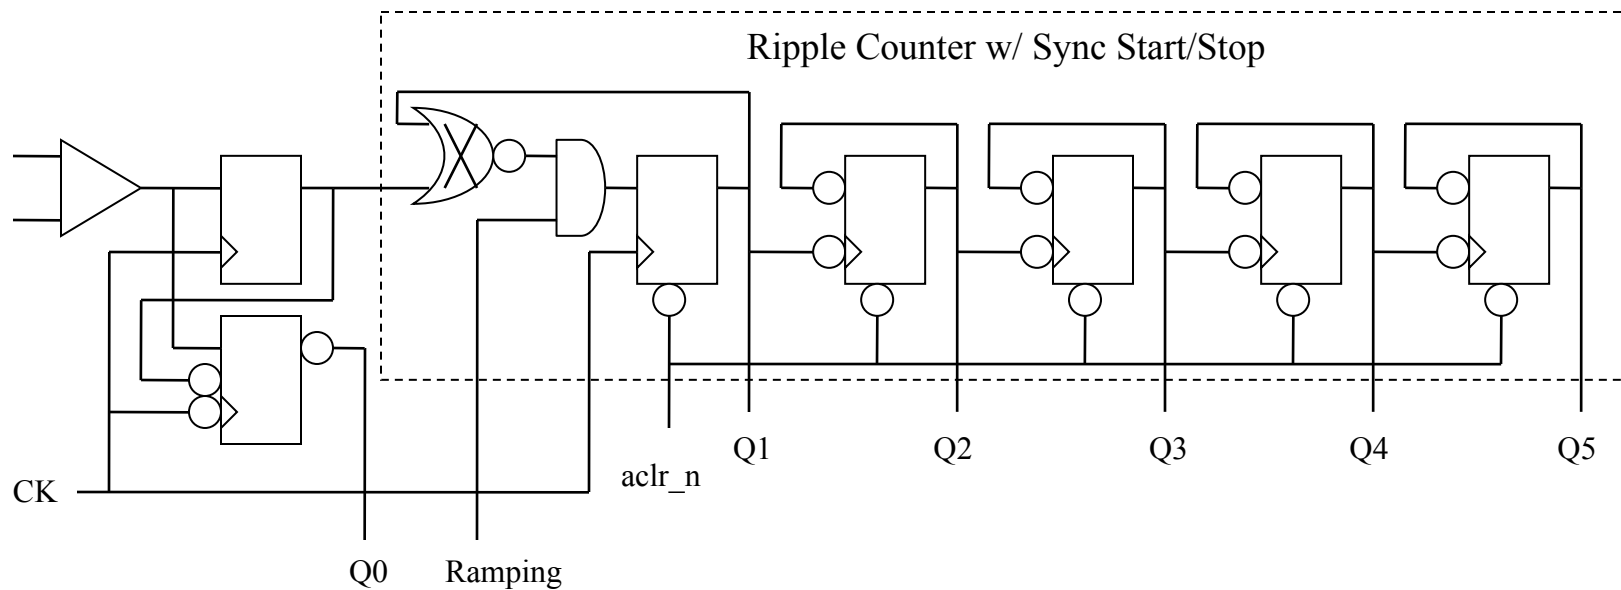 Ripple Counter w/ Sync Start/Stop
Q1
Q2
Q3
Q4
Q5
aclr_n
CK
Q0
Ramping